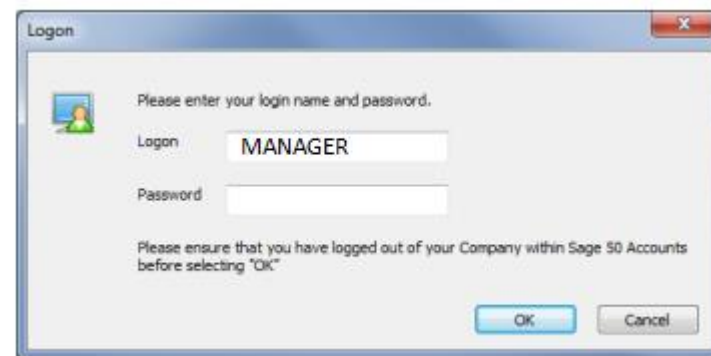 Logon
Please enter your login name and password.
Logon
MANAGER
Password
Please ensure that you have logged out of your Company within Sage 50 Accounts
before selecting "OK"
OK
Cancel